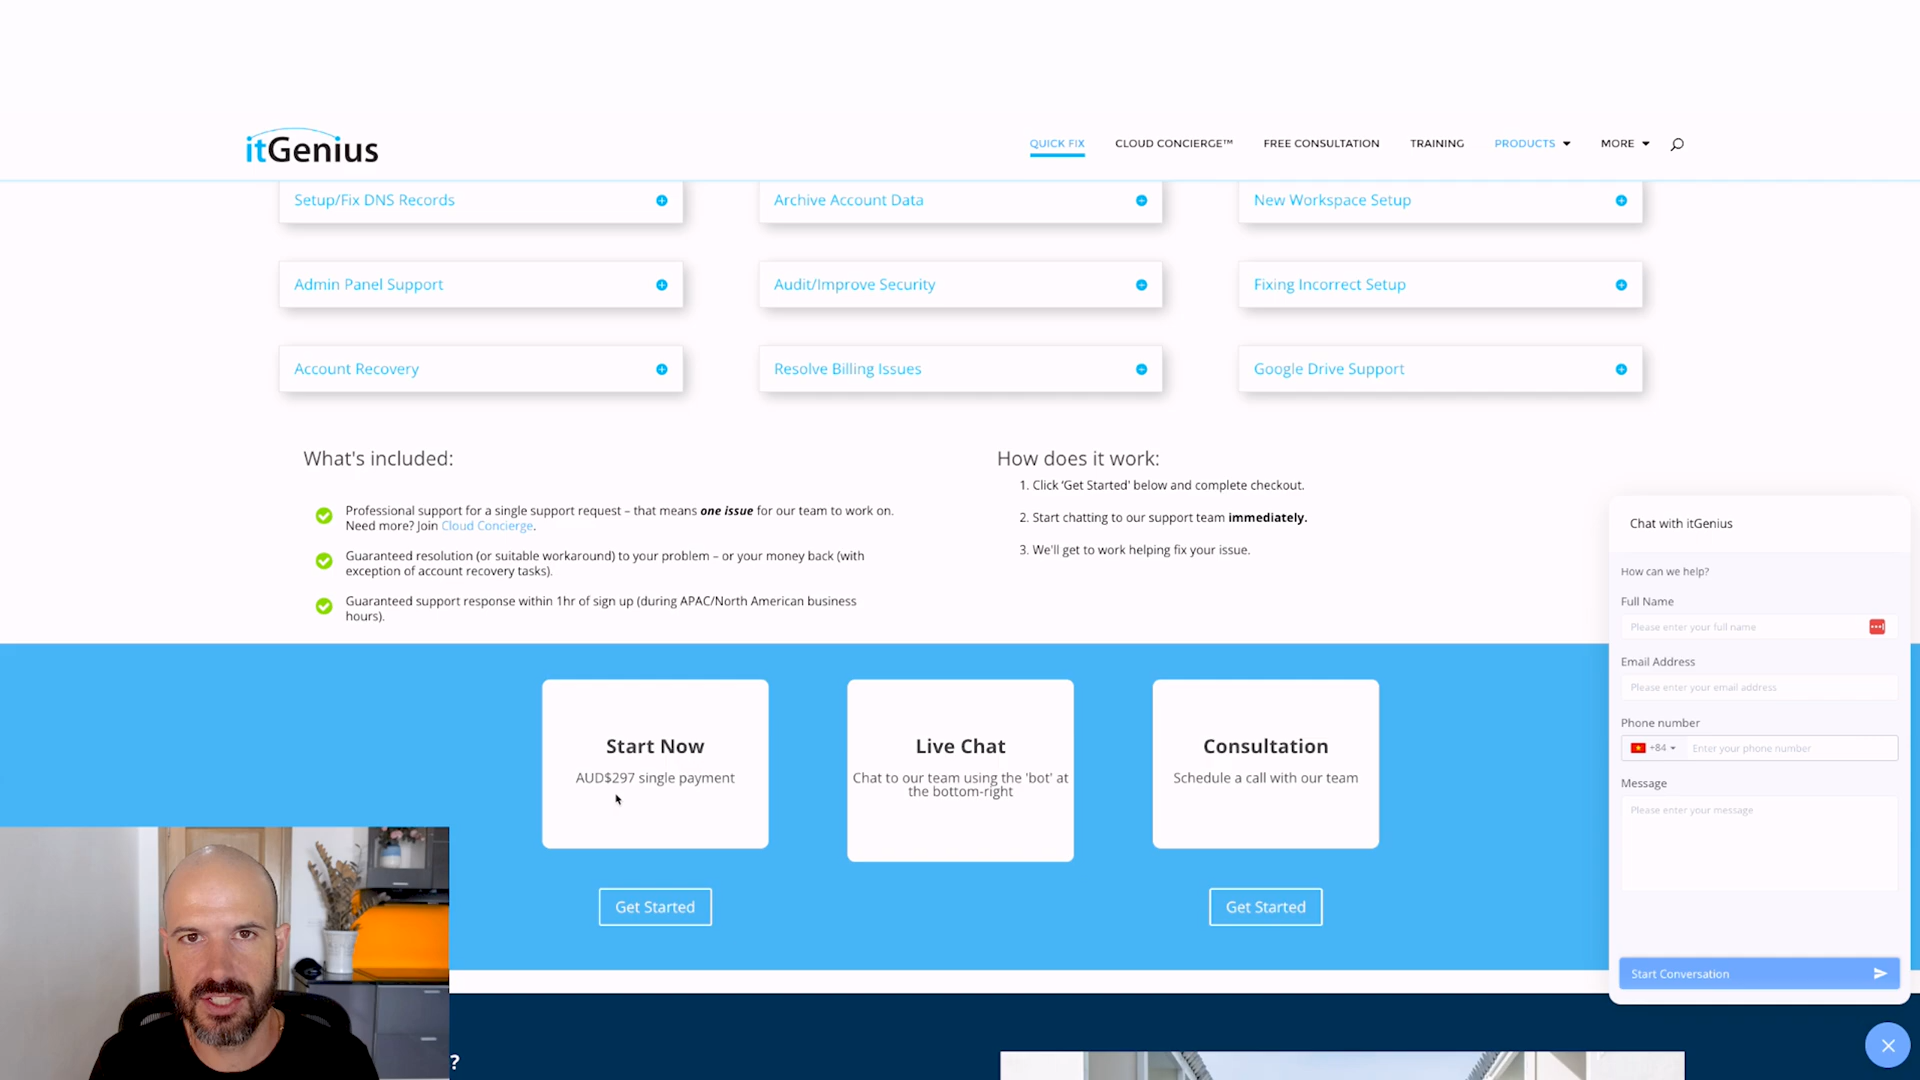 itGenius
QUICK FIX
CLOUD CONCIERGE™
FREE CONSULTATION
TRAINING
PRODUCTS
MORE
Setup/Fix DNS Records
Archive Account Data
New Workspace Setup
Admin Panel Support
Audit/Improve Security
Fixing Incorrect Setup
Account Recovery
Resolve Billing Issues
Google Drive Support
What's included:
Professional support for a single support request – that means one issue for our team to work on.
Need more? Join Cloud Concierge.
Guaranteed resolution (or suitable workaround) to your problem – or your money back (with
exception of account recovery tasks).
Guaranteed support response within 1hr of sign up (during APAC/North American business
hours).
How does it work:
1. Click 'Get Started' below and complete checkout.
2. Start chatting to our support team immediately.
3. We'll get to work helping fix your issue.
Start Now
AUD$297 single payment
Get Started
Live Chat
Chat to our team using the 'bot' at
the bottom-right
Consultation
Schedule a call with our team
Get Started
Chat with itGenius
How can we help?
Full Name
Please enter your full name
Email Address
Please enter your email address
Phone number
+84
Enter your phone number
Message
Please enter your message
Start Conversation
?